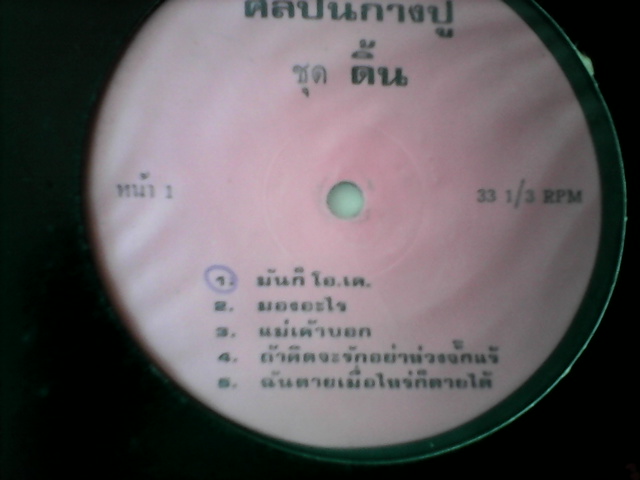 ศิลปินกางปู
ชุด ดิ้น
หน้า 1
33 1/3 RPM
1. มันก็ โอ.เค.
2. มองอะไร
3. แม่เค้าบอก
4. ถ้าคิดจะรักอย่าห่วงจั๊กแร้
5. ฉันตายเมื่อไหร่ก็ตายได้